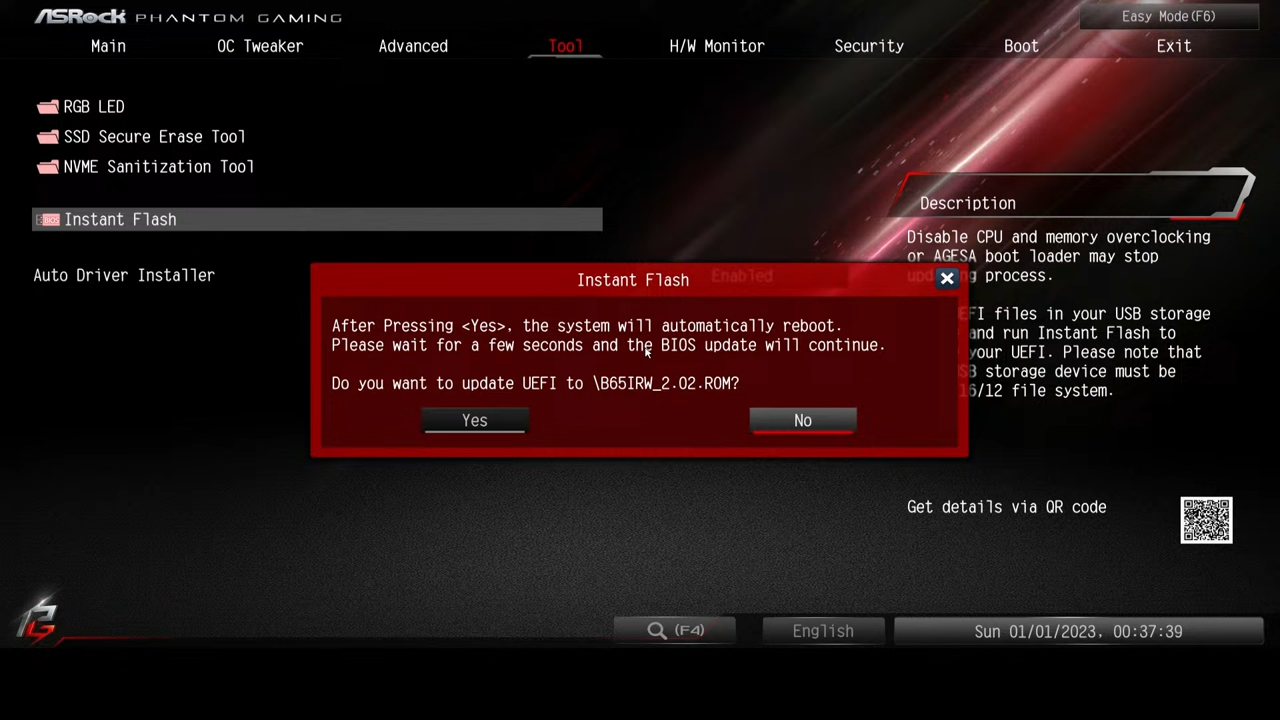 ASRock PHANTOM GAMING
Easy Mode(F6)
Main OC Tweaker Advanced Tool H/W Monitor Security Boot Exit
RGB LED
SSD Secure Erase Tool
NVME Sanitization Tool
BIOS Instant Flash
Auto Driver Installer Enabled
Description
Disable CPU and memory overclocking
or AGESA boot loader may stop
process.
files in your USB storage
and run Instant Flash to
your UEFI. Please note that
storage device must be
file system.
Instant Flash
After Pressing <Yes>, the system will automatically reboot.
Please wait for a few seconds and the BIOS update will continue.
Do you want to update UEFI to \B65IRW_2.02.ROM?
Yes No
Get details via QR code
(F4) English Sun 01/01/2023, 00:37:39